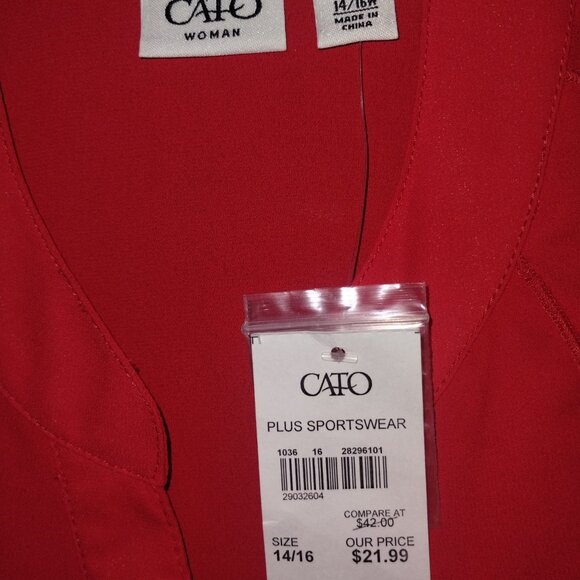 CATO
WOMAN
14/16W
MADE IN
CHINA
CATO
PLUS SPORTSWEAR
1036 16 28296101
29032604
COMPARE AT
$42.00
SIZE OUR PRICE
14/16 $21.99